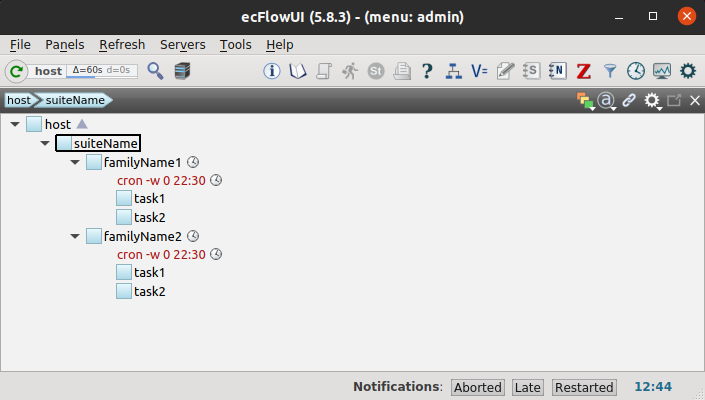 ecFlowUI (5.8.3) - (menu: admin)
File Panels Refresh Servers Tools Help
host Δ=60s d=0s St ? V= S N Z
host suiteName a
host
suiteName
familyName1
cron -w 0 22:30
task1
task2
familyName2
cron -w 0 22:30
task1
task2
Notifications: Aborted Late Restarted 12:44